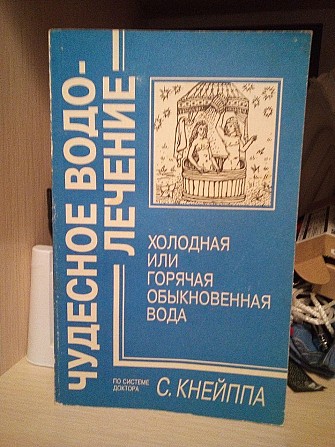 ЧУДЕСНОЕ ВОДО-
ЛЕЧЕНИЕ
ХОЛОДНАЯ
ИЛИ
ГОРЯЧАЯ
ОБЫКНОВЕННАЯ
ВОДА
ПО СИСТЕМЕ
ДОКТОРА
С. КНЕЙППА